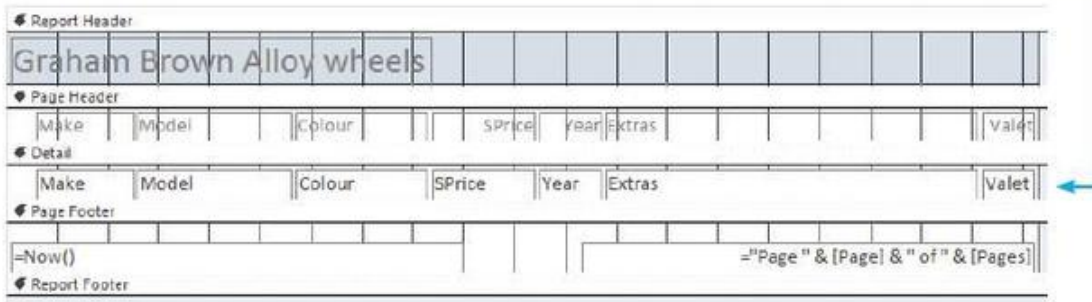 Report Header
Graham Brown Alloy wheels
Page Header
Make Model Colour SPrice Year Extras Valet
Detail
Make Model Colour SPrice Year Extras Valet
Page Footer
=Now() ="Page " & [Page] & " of " & [Pages]
Report Footer